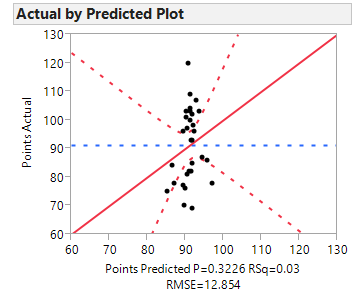 Actual by Predicted Plot
130
120
110
100
90
80
70
60
Points Actual
60 70 80 90 100 110 120 130
Points Predicted P=0.3226 RSq=0.03
RMSE=12.854